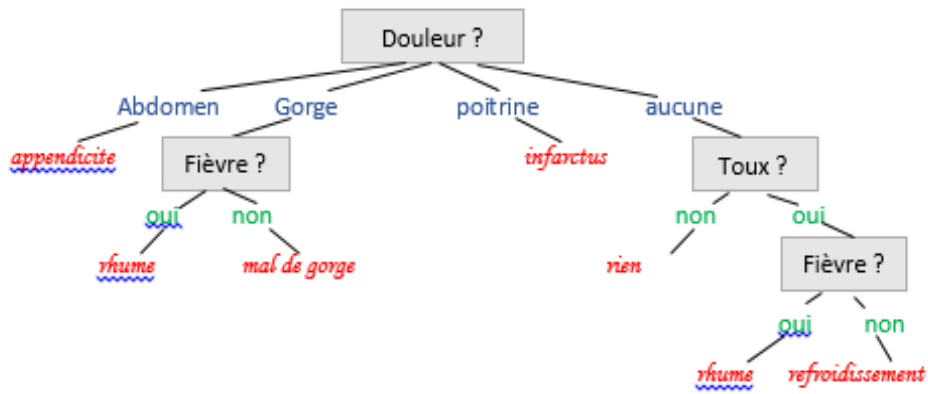 Douleur ?
Abdomen Gorge poitrine aucune
appendicite Fièvre ? infarctus Toux ?
oui non non oui
rhume mal de gorge rien Fièvre ?
oui non
rhume refroidissement